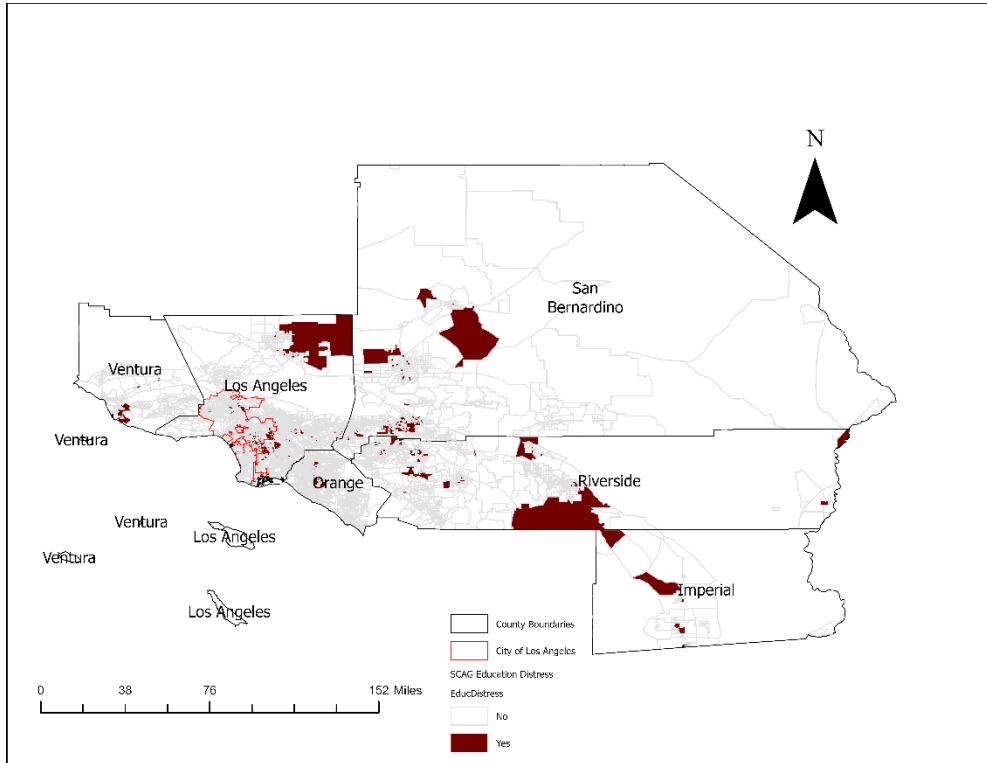 N
San
Bernardino
Ventura
Los Angeles
Ventura
Orange
Riverside
Ventura
Los Angeles
Ventura
Imperial
Los Angeles
County Boundaries
City of Los Angeles
SCAG Education Distress
EducDistress
No
Yes
0 38 76 152 Miles